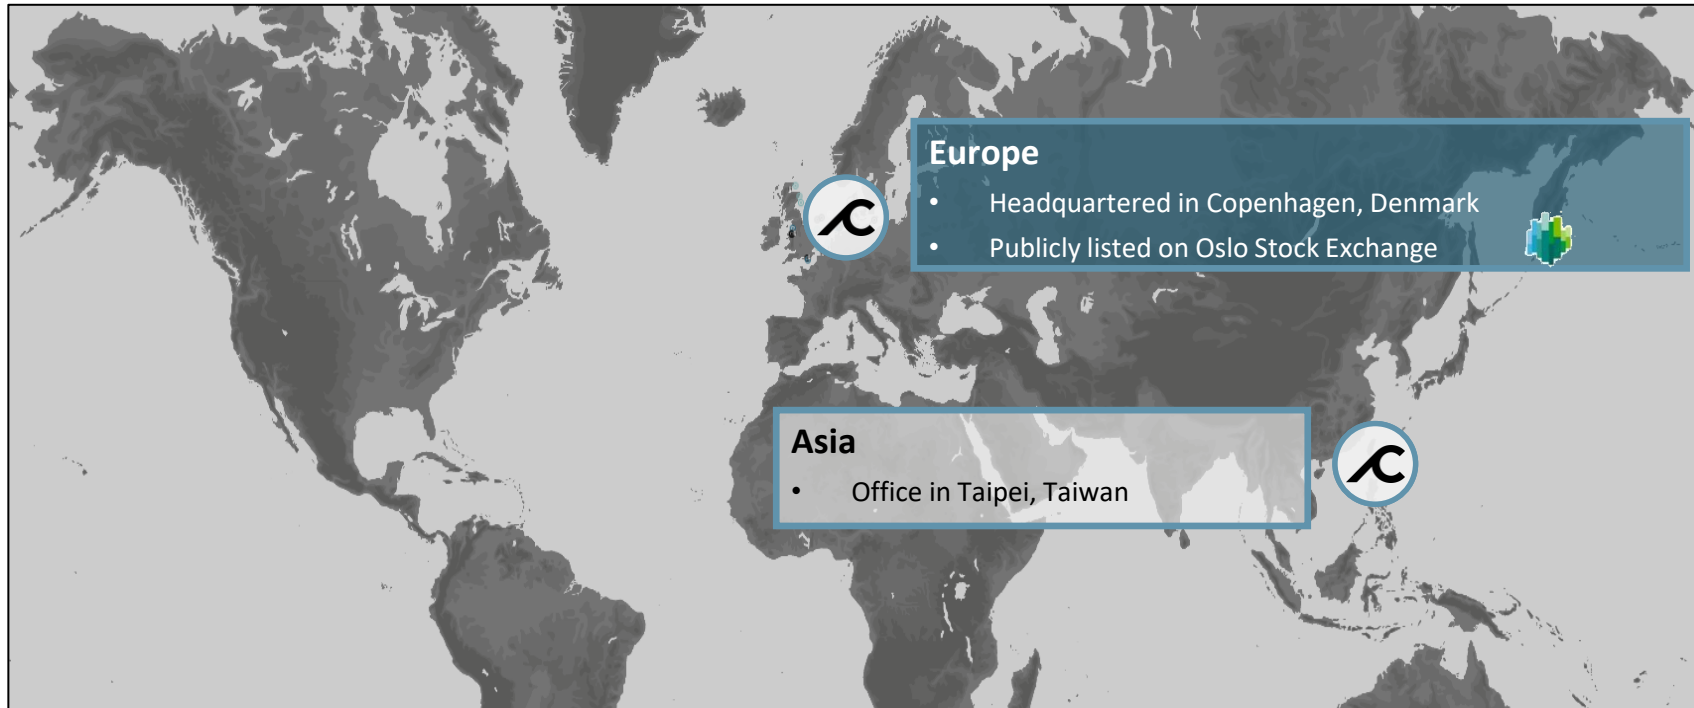 Europe
• Headquartered in Copenhagen, Denmark
• Publicly listed on Oslo Stock Exchange
Asia
• Office in Taipei, Taiwan